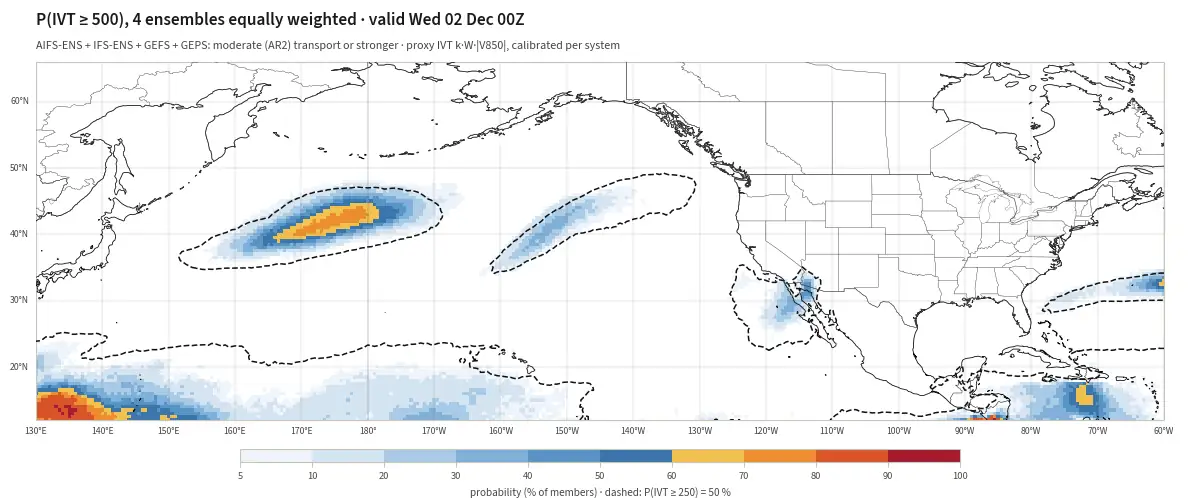 P(IVT ≥ 500), 4 ensembles equally weighted · valid Wed 02 Dec 00Z
AIFS-ENS + IFS-ENS + GEFS + GEPS: moderate (AR2) transport or stronger · proxy IVT k·W·|V850|, calibrated per system
60°N
50°N
40°N
30°N
20°N
130°E 140°E 150°E 160°E 170°E 180° 170°W 160°W 150°W 140°W 130°W 120°W 110°W 100°W 90°W 80°W 70°W 60°W
5 10 20 30 40 50 60 70 80 90 100
probability (% of members) · dashed: P(IVT ≥ 250) = 50 %